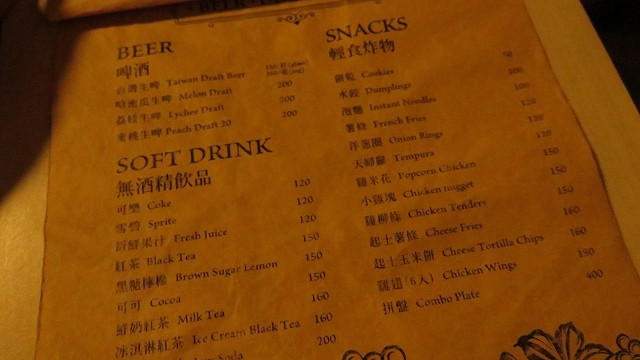 BEER
啤酒
台灣生啤 Taiwan Draft Beer
哈密瓜生啤 Melon Draft 200
荔枝生啤 Lychee Draft 200
蜜桃生啤 Peach Draft 20 200
SOFT DRINK
無酒精飲品
可樂 Coke 120
雪碧 Sprite 120
新鮮果汁 Fresh Juice 120
紅茶 Black Tea 150
黑糖檸檬 Brown Sugar Lemon 150
可可 Cocoa 150
鮮奶紅茶 Milk Tea 160
冰淇淋紅茶 Ice Cream Black Tea 160
Soda 200
SNACKS
輕食炸物
餅乾 Cookies 50
水餃 Dumplings 100
泡麵 Instant Noodles 100
薯條 French Fries 120
洋蔥圈 Onion Rings 120
天婦羅 Tempura 120
雞米花 Popcorn Chicken 150
小雞塊 Chicken nugget 150
雞柳條 Chicken Tenders 150
起士薯條 Cheese Fries 160
起士玉米餅 Cheese Tortilla Chips 160
雞翅(6入) Chicken Wings 180
拼盤 Combo Plate 400